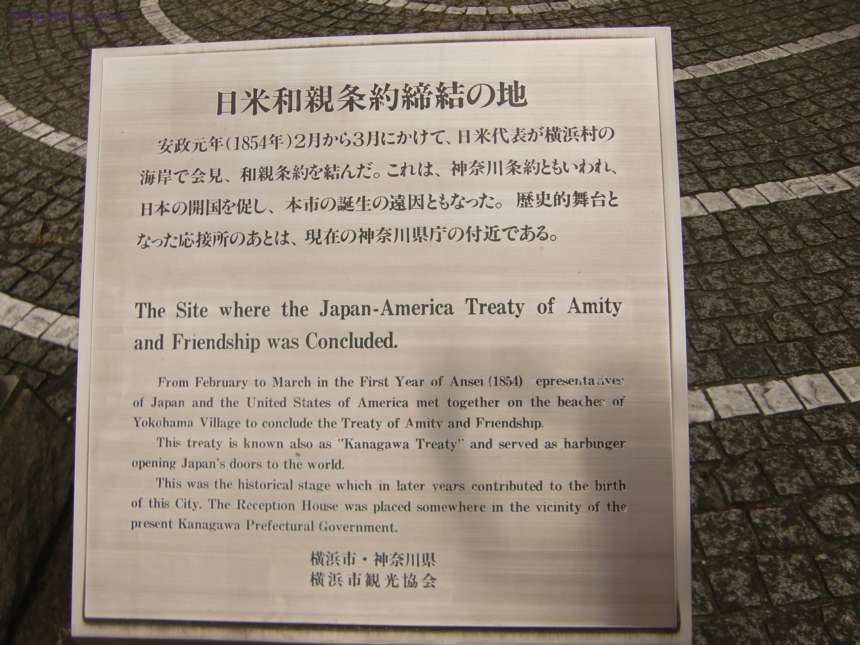 日米和親条約締結の地
安政元年(1854年)2月から3月にかけて、日米代表が横浜村の
海岸で会見、和親条約を結んだ。これは、神奈川条約ともいわれ、
日本の開国を促し、本市の誕生の遠因ともなった。歴史的舞台と
なった応接所のあとは、現在の神奈川県庁の付近である。
The Site where the Japan-America Treaty of Amity
and Friendship was Concluded.
From February to March in the First Year of Ansei (1854) epresentatives
of Japan and the United States of America met together on the beaches of
Yokohama Village to conclude the Treaty of Amity and Friendship.
This treaty is known also as "Kanagawa Treaty" and served as harbinger
opening Japan's doors to the world.
This was the historical stage which in later years contributed to the birth
of this City. The Reception House was placed somewhere in the vicinity of the
present Kanagawa Prefectural Government.
横浜市・神奈川県
横浜市観光協会